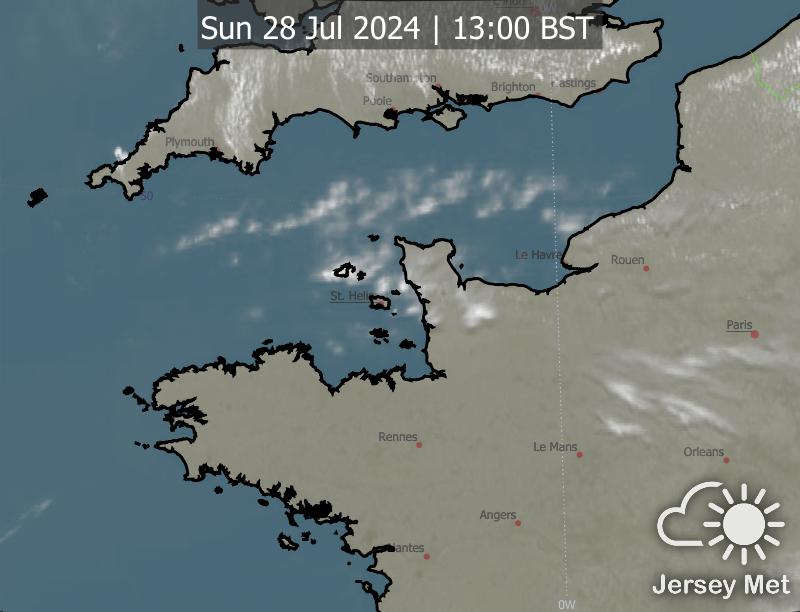 Sun 28 Jul 2024 | 13:00 BST
Southampton
Brighton
Hastings
Poole
Plymouth
50
Le Havre
Rouen
St. Heli
Paris
Rennes
Le Mans
Orleans
Angers
Nantes
Jersey Met
0W